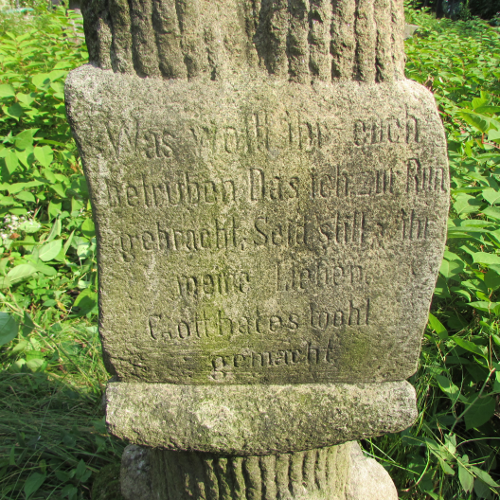 Was wollt ihr euch
betrüben, Das ich zur Ruh
gebracht, Seid still, ihr
meine Lieben,
Gott hat es wohl
gemacht.